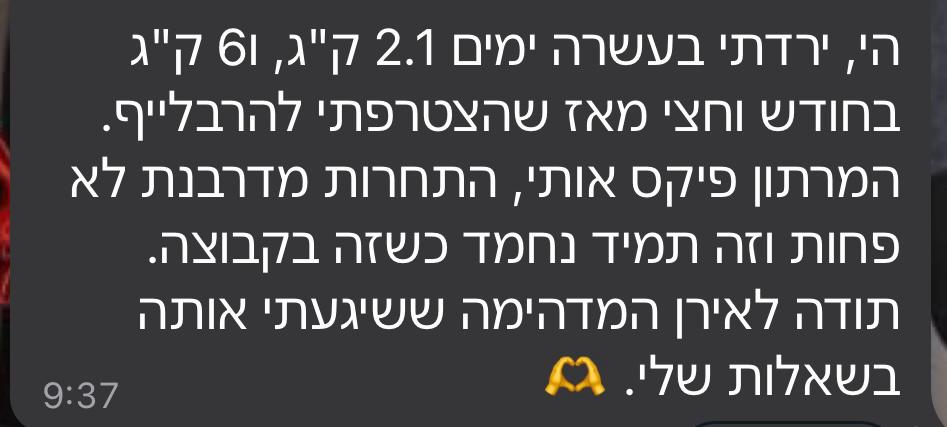 הי, ירדתי בעשרה ימים 2.1 ק"ג, ו6 ק"ג
בחודש וחצי מאז שהצטרפתי להרבלייף.
המרתון פיקס אותי, התחרות מדרבנת לא
פחות וזה תמיד נחמד כשזה בקבוצה.
תודה לאירן המדהימה ששיגעתי אותה
בשאלות שלי. 🫶
9:37